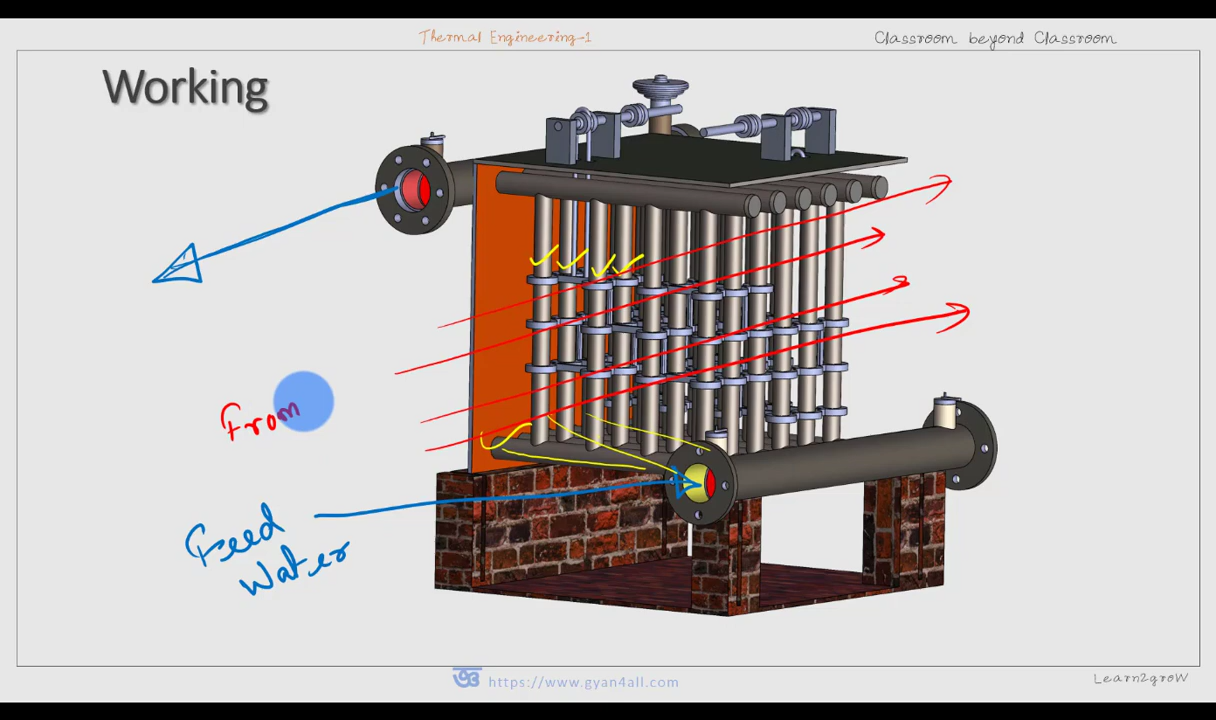 Thermal Engineering-1
Classroom beyond Classroom
Working
From
Feed
Water
https://www.gyan4all.com
Learn2groW